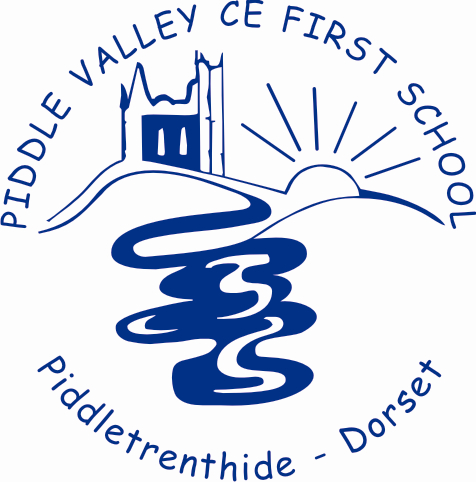 PIDDLE VALLEY CE FIRST SCHOOL
Piddletrenthide - Dorset